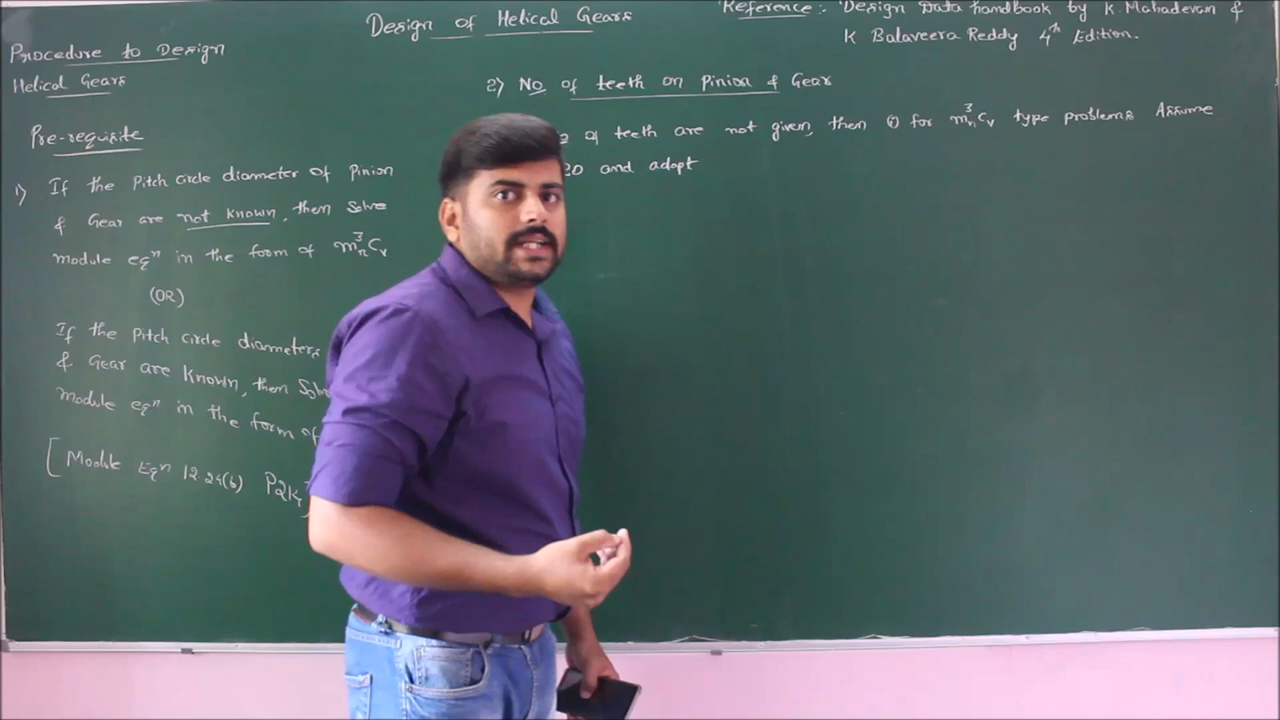 Design of Helical Gears
Reference:- Design Data handbook by K. Mahadevan &
K Balaveera Reddy 4th Edition.
Procedure to Design
Helical Gears
Pre-requisite
1) If the Pitch circle diameter of Pinion
& Gear are not known, then Solve
module eqn in the form of mn³Cv
(OR)
If the Pitch circle diameters
& Gear are known, then Solve
module eqn in the form of
[Module Eqn 12.24(b)
2) No of teeth on Pinion & Gear
of teeth are not given, then (i) for mn³Cv type problems Assume
20 and adopt